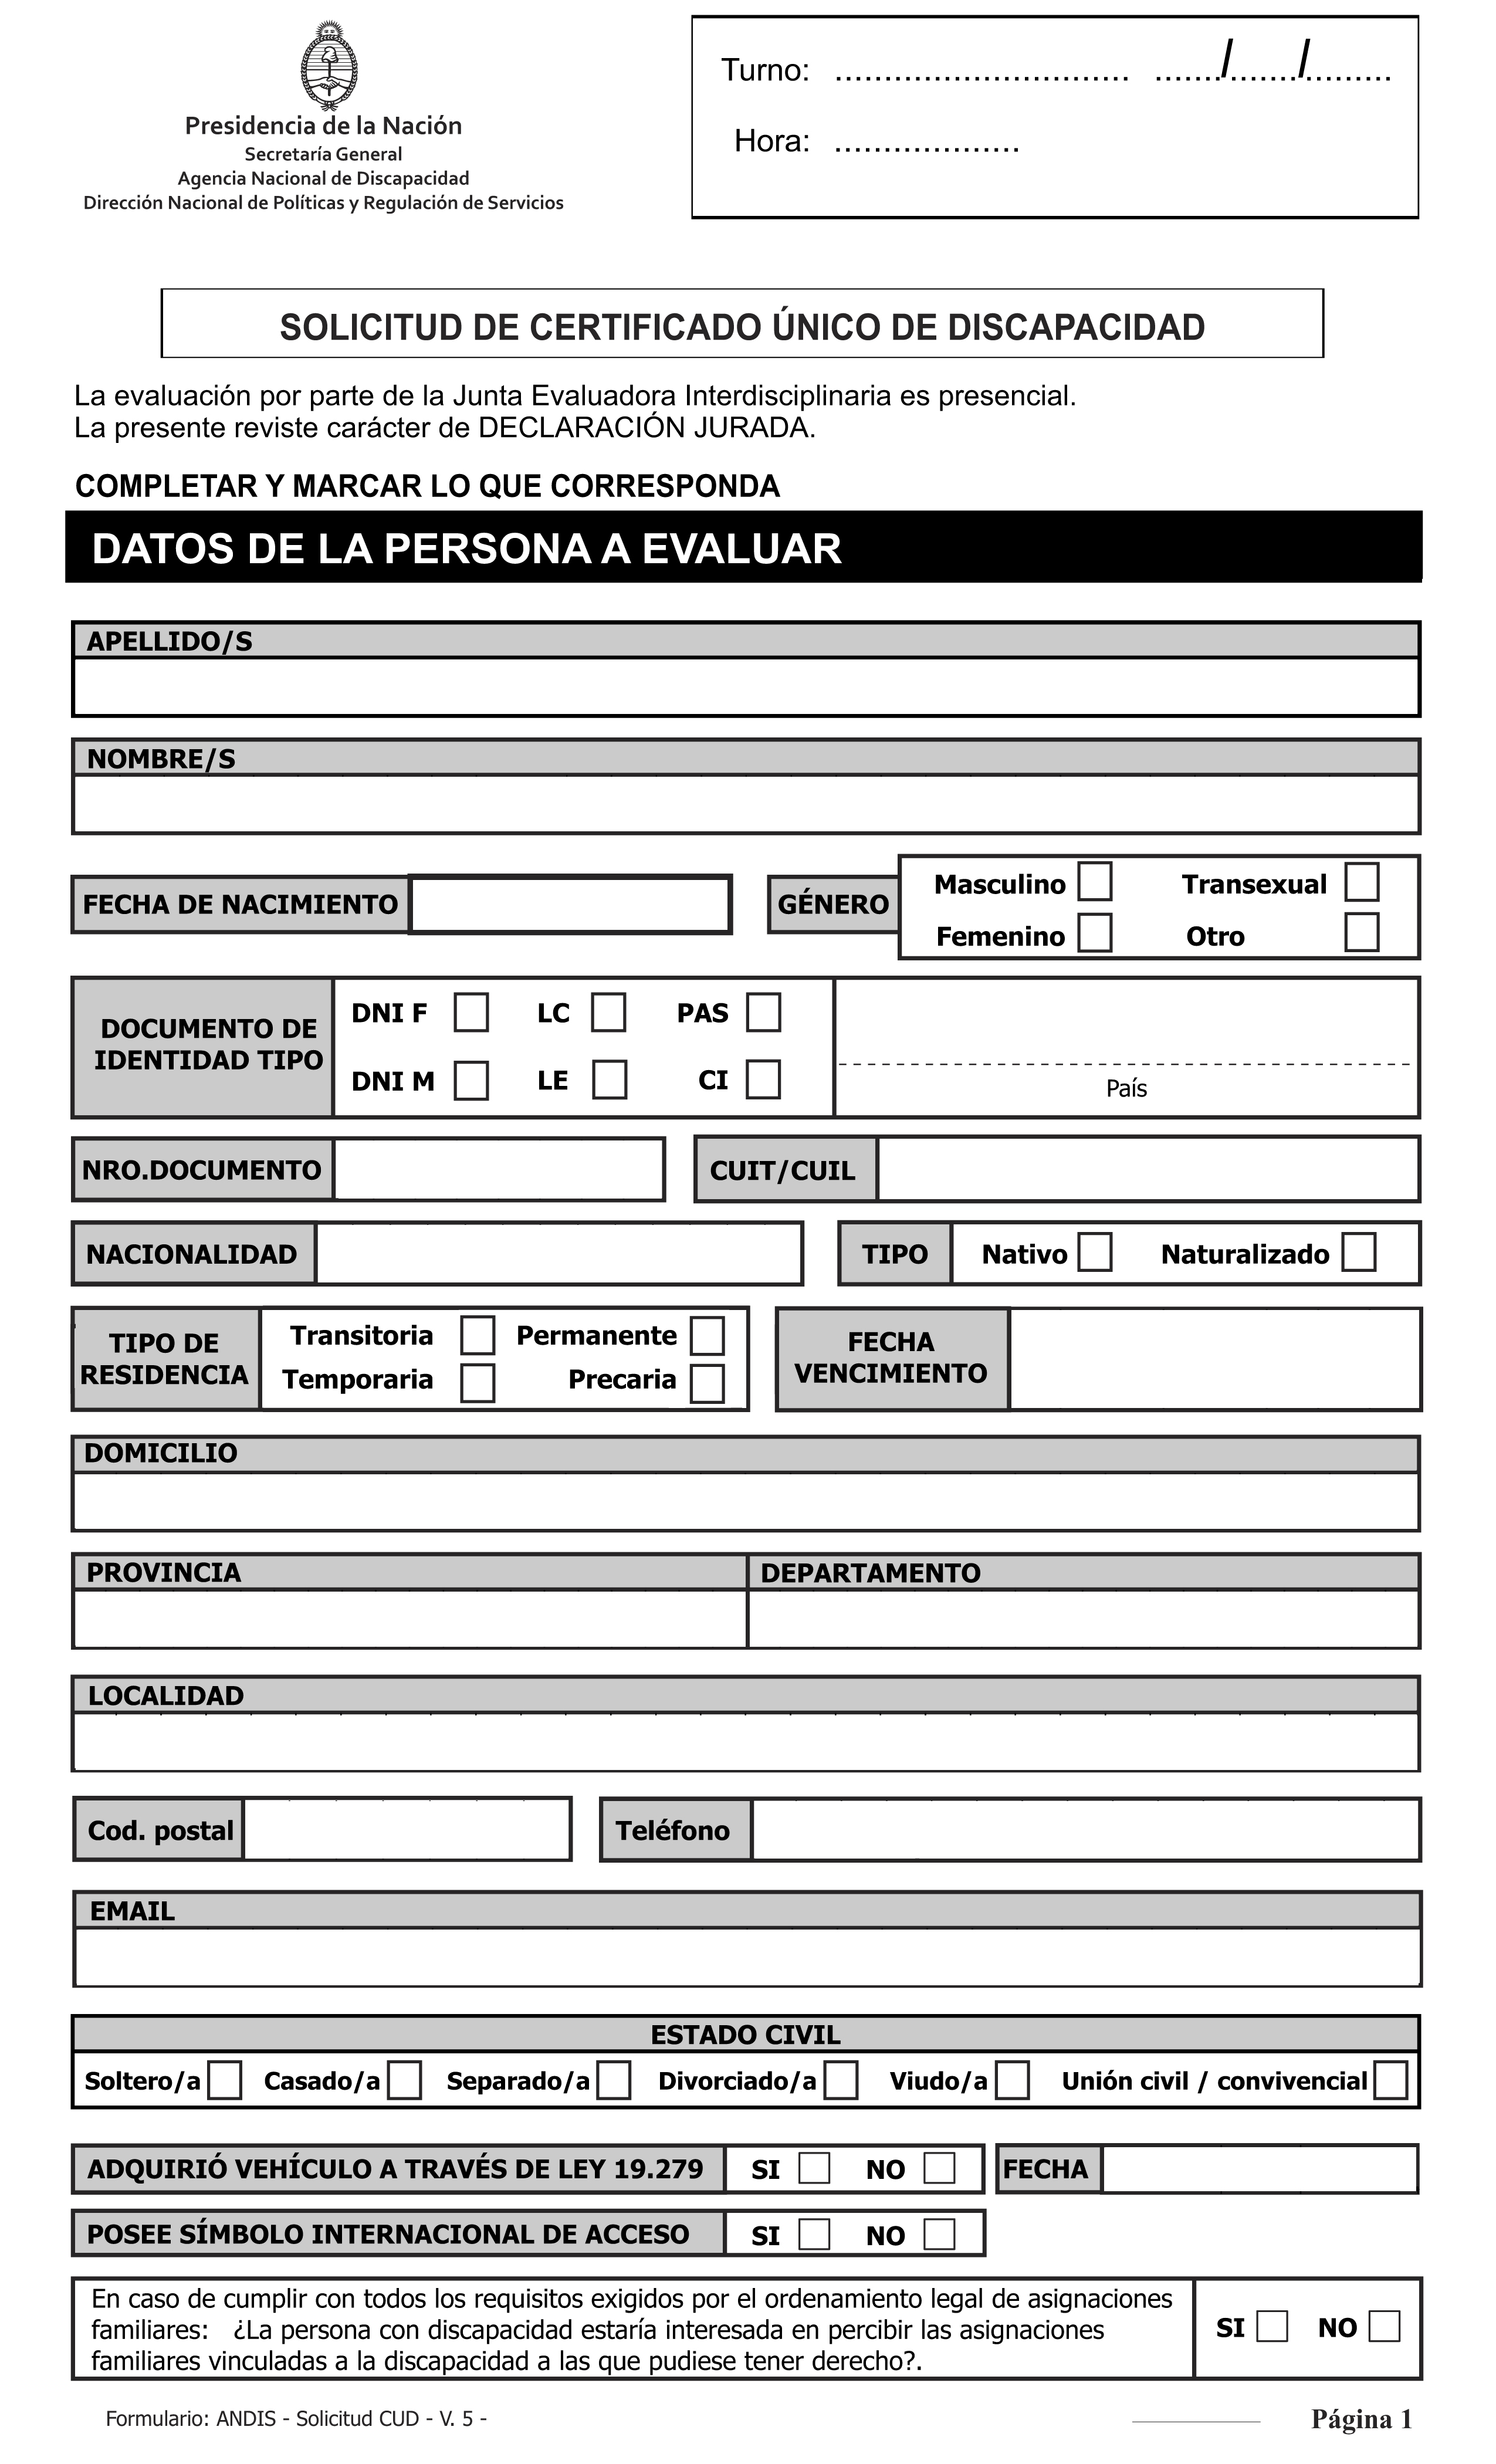 Presidencia de la Nación
Secretaría General
Agencia Nacional de Discapacidad
Dirección Nacional de Políticas y Regulación de Servicios
Turno: .............................. ......./......./.........
Hora: ...................
SOLICITUD DE CERTIFICADO ÚNICO DE DISCAPACIDAD
La evaluación por parte de la Junta Evaluadora Interdisciplinaria es presencial.
La presente reviste carácter de DECLARACIÓN JURADA.
COMPLETAR Y MARCAR LO QUE CORRESPONDA
DATOS DE LA PERSONA A EVALUAR
APELLIDO/S
NOMBRE/S
FECHA DE NACIMIENTO
GÉNERO
Masculino Transexual
Femenino Otro
DOCUMENTO DE
IDENTIDAD TIPO
DNI F LC PAS
DNI M LE CI
País
NRO.DOCUMENTO CUIT/CUIL
NACIONALIDAD TIPO Nativo Naturalizado
TIPO DE
RESIDENCIA
Transitoria Permanente
Temporaria Precaria
FECHA
VENCIMIENTO
DOMICILIO
PROVINCIA DEPARTAMENTO
LOCALIDAD
Cod. postal Teléfono
EMAIL
ESTADO CIVIL
Soltero/a Casado/a Separado/a Divorciado/a Viudo/a Unión civil / convivencial
ADQUIRIÓ VEHÍCULO A TRAVÉS DE LEY 19.279 SI NO FECHA
POSEE SÍMBOLO INTERNACIONAL DE ACCESO SI NO
En caso de cumplir con todos los requisitos exigidos por el ordenamiento legal de asignaciones
familiares: ¿La persona con discapacidad estaría interesada en percibir las asignaciones
familiares vinculadas a la discapacidad a las que pudiese tener derecho?.
SI NO
Formulario: ANDIS - Solicitud CUD - V. 5 -
Página 1